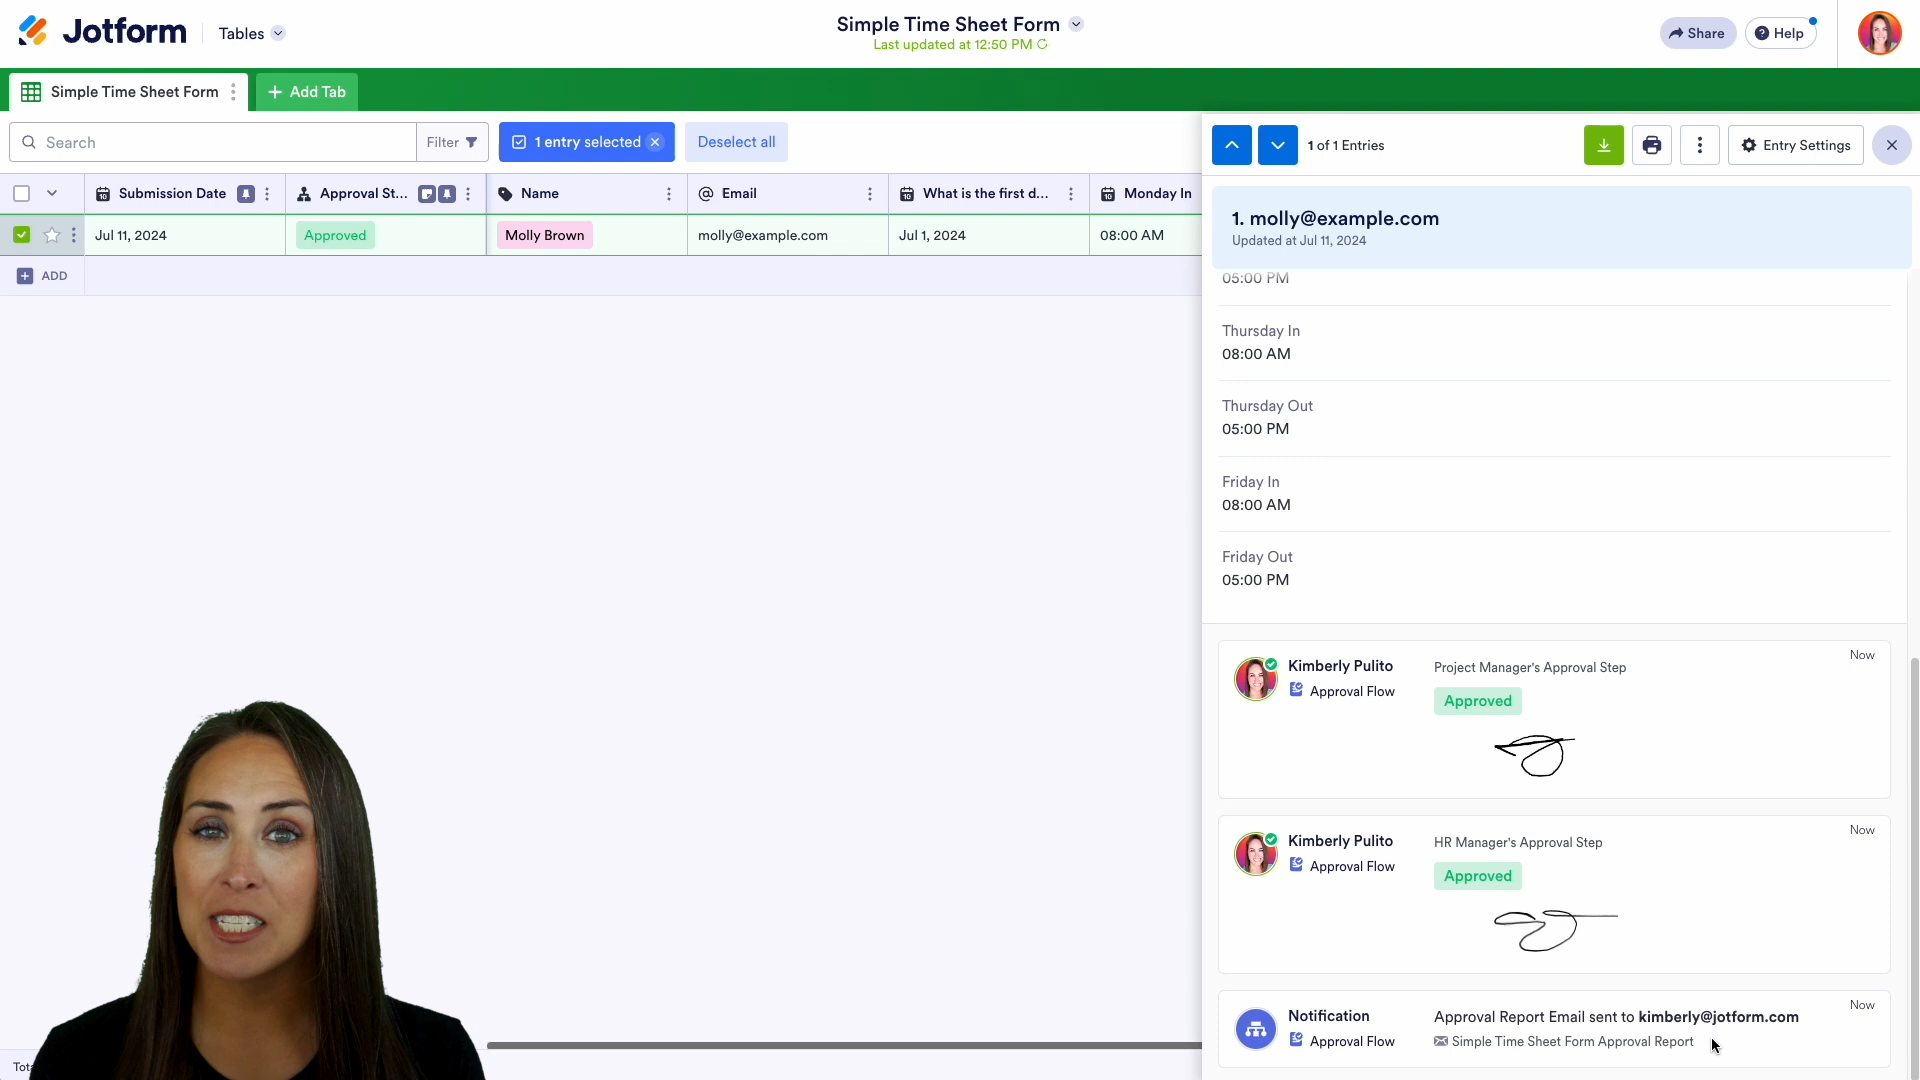 Jotform
Tables
Simple Time Sheet Form
Last updated at 12:50 PM
Share
Help
Simple Time Sheet Form
+ Add Tab
Search
Filter
1 entry selected
Deselect all
1 of 1 Entries
Entry Settings
Submission Date
Approval St...
Name
Email
What is the first d...
Monday In
Jul 11, 2024
Approved
Molly Brown
molly@example.com
Jul 1, 2024
08:00 AM
ADD
1. molly@example.com
Updated at Jul 11, 2024
05:00 PM
Thursday In
08:00 AM
Thursday Out
05:00 PM
Friday In
08:00 AM
Friday Out
05:00 PM
Kimberly Pulito
Approval Flow
Project Manager's Approval Step
Approved
Now
Kimberly Pulito
Approval Flow
HR Manager's Approval Step
Approved
Now
Notification
Approval Flow
Approval Report Email sent to kimberly@jotform.com
Simple Time Sheet Form Approval Report
Now